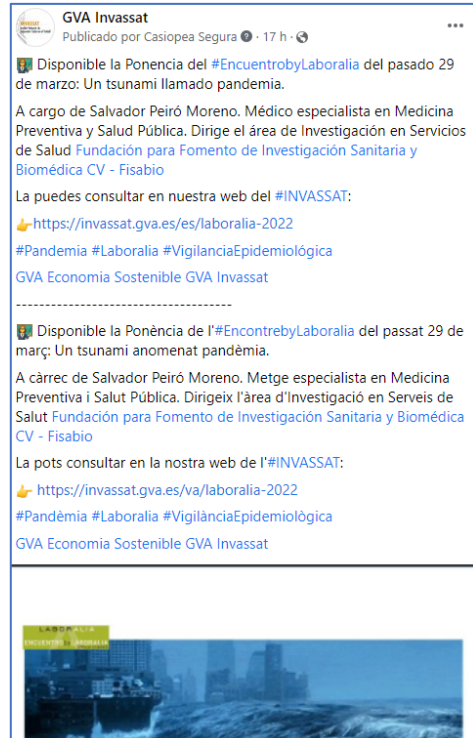 GVA Invassat
Publicado por Casiopea Segura · 17 h ·
Disponible la Ponencia del #EncuentrobyLaboralia del pasado 29
de marzo: Un tsunami llamado pandemia.
A cargo de Salvador Peiró Moreno. Médico especialista en Medicina
Preventiva y Salud Pública. Dirige el área de Investigación en Servicios
de Salud Fundación para Fomento de Investigación Sanitaria y
Biomédica CV - Fisabio
La puedes consultar en nuestra web del #INVASSAT:
👉https://invassat.gva.es/es/laboralia-2022
#Pandemia #Laboralia #VigilanciaEpidemiológica
GVA Economia Sostenible GVA Invassat
-------------------------------------
Disponible la Ponència de l'#EncontrebyLaboralia del passat 29 de
març: Un tsunami anomenat pandèmia.
A càrrec de Salvador Peiró Moreno. Metge especialista en Medicina
Preventiva i Salut Pública. Dirigeix l'àrea d'Investigació en Serveis de
Salut Fundación para Fomento de Investigación Sanitaria y Biomédica
CV - Fisabio
La pots consultar en la nostra web de l'#INVASSAT:
👉 https://invassat.gva.es/va/laboralia-2022
#Pandèmia #Laboralia #VigilànciaEpidemiològica
GVA Economia Sostenible GVA Invassat
LABORALIA